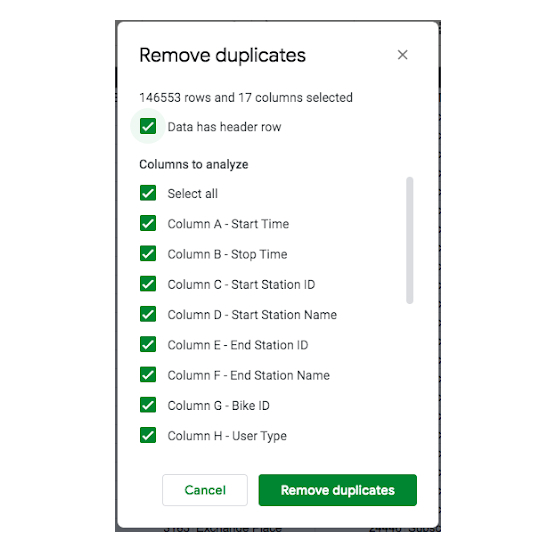 Remove duplicates
146553 rows and 17 columns selected
Data has header row
Columns to analyze
Select all
Column A - Start Time
Column B - Stop Time
Column C - Start Station ID
Column D - Start Station Name
Column E - End Station ID
Column F - End Station Name
Column G - Bike ID
Column H - User Type
Cancel Remove duplicates
3183 Exchange Place